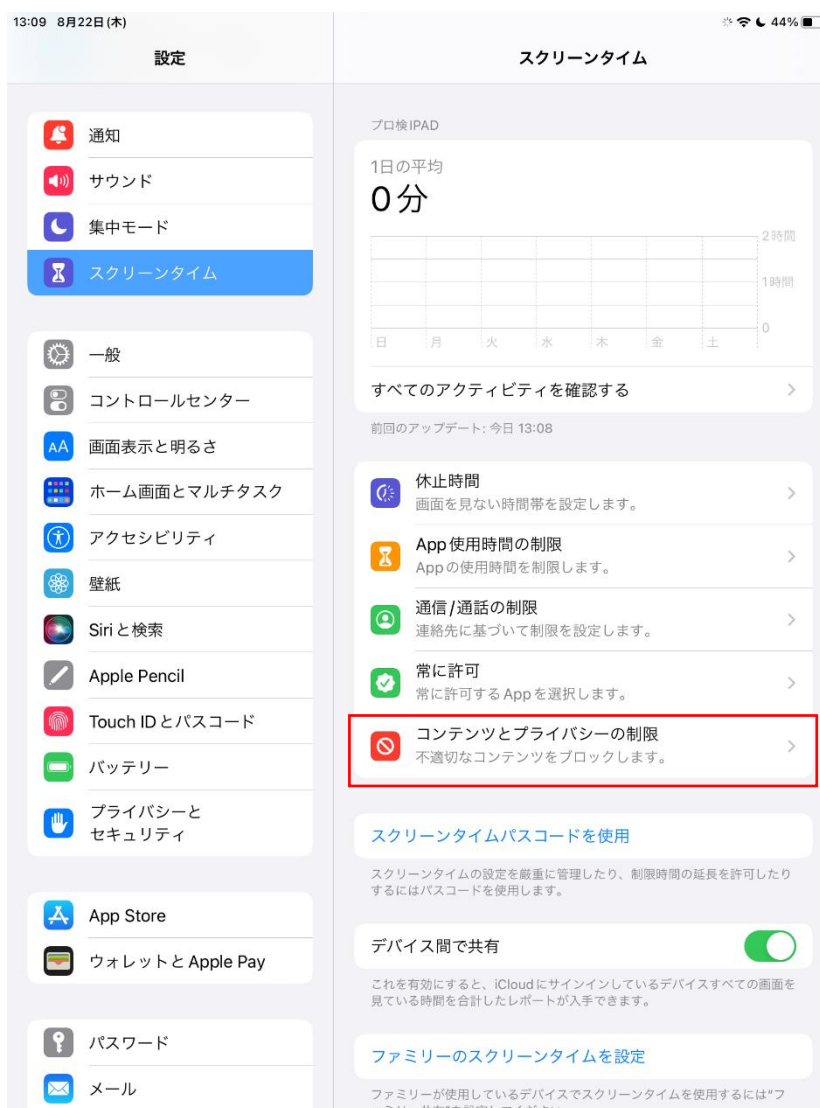 13:09 8月22日(木)
44%
設定
スクリーンタイム
通知
サウンド
集中モード
スクリーンタイム
一般
コントロールセンター
AA
画面表示と明るさ
ホーム画面とマルチタスク
アクセシビリティ
壁紙
Siriと検索
Apple Pencil
Touch IDとパスコード
バッテリー
プライバシーと
セキュリティ
App Store
ウォレットとApple Pay
パスワード
メール
プロ検IPAD
1日の平均
0分
2時間
1時間
0
日 月 火 水 木 金 土
すべてのアクティビティを確認する
前回のアップデート: 今日 13:08
休止時間
画面を見ない時間帯を設定します。
App使用時間の制限
Appの使用時間を制限します。
通信/通話の制限
連絡先に基づいて制限を設定します。
常に許可
常に許可するAppを選択します。
コンテンツとプライバシーの制限
不適切なコンテンツをブロックします。
スクリーンタイムパスコードを使用
スクリーンタイムの設定を厳重に管理したり、制限時間の延長を許可したり
するにはパスコードを使用します。
デバイス間で共有
これを有効にすると、iCloudにサインインしているデバイスすべての画面を
見ている時間を合計したレポートが入手できます。
ファミリーのスクリーンタイムを設定
ファミリーが使用しているデバイスでスクリーンタイムを使用するには“フ